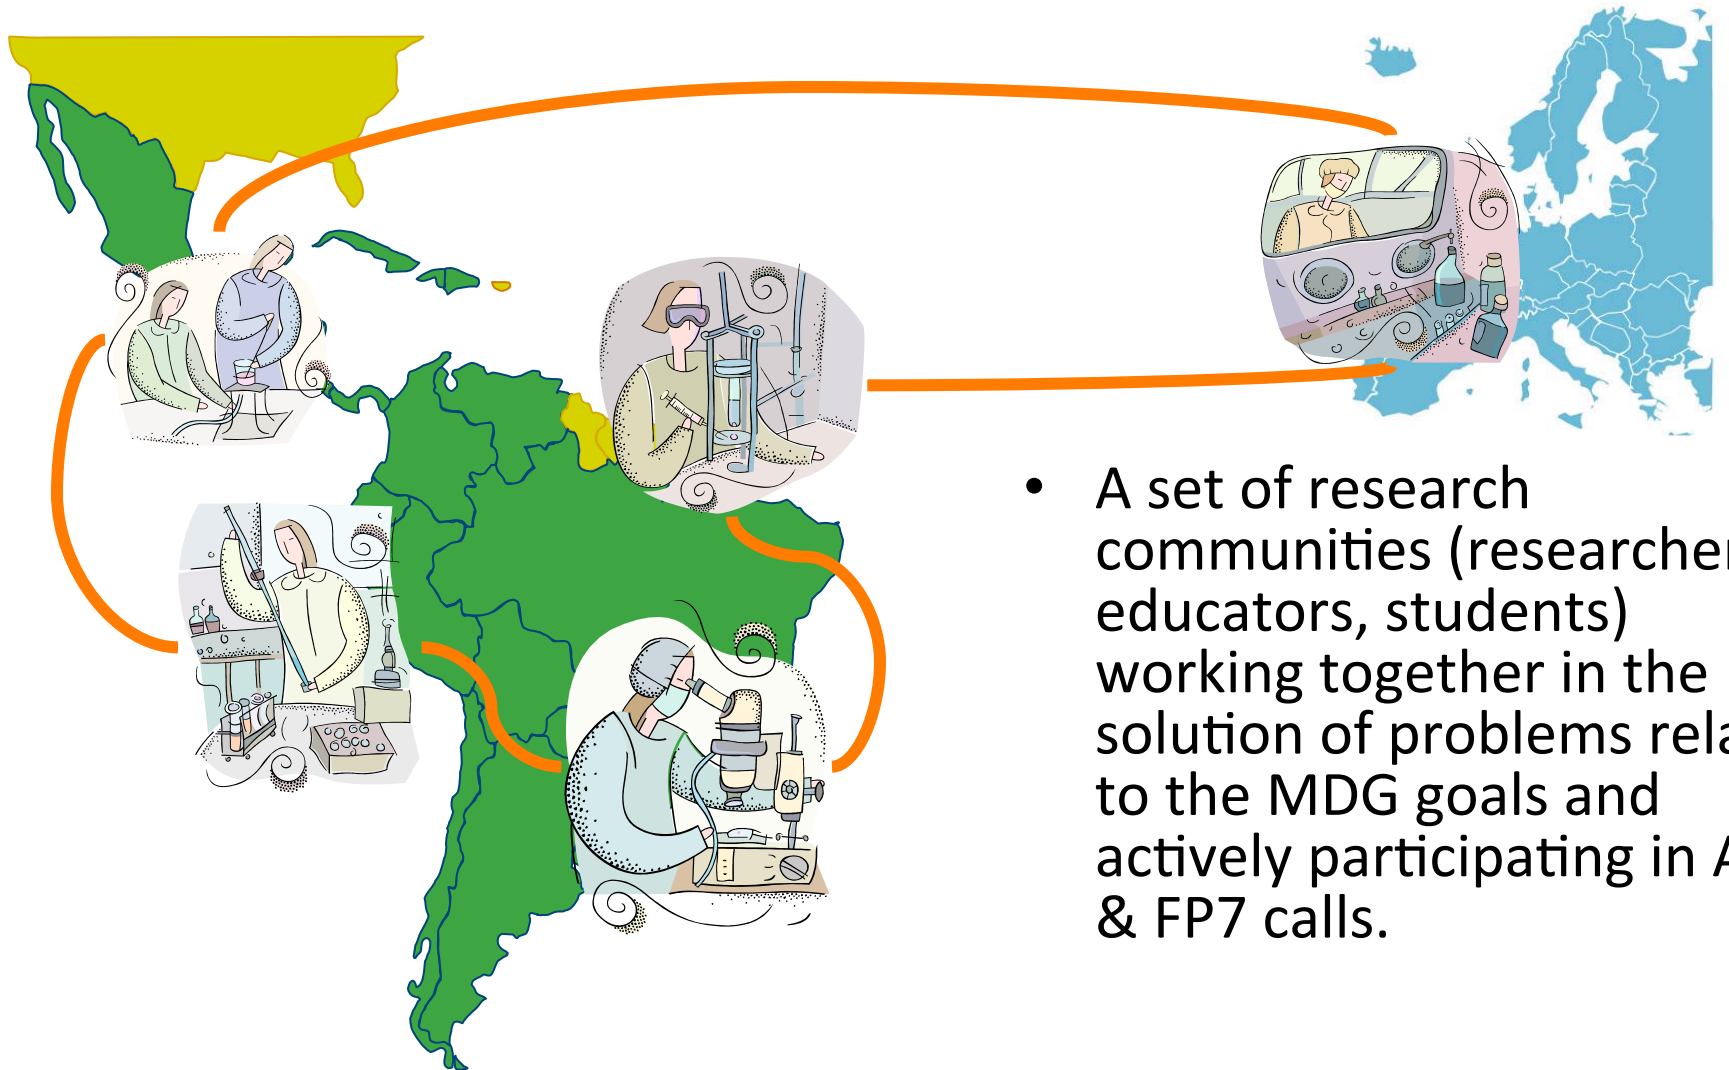 • A set of research
communities (researcher
educators, students)
working together in the
solution of problems rela
to the MDG goals and
actively participating in A
& FP7 calls.